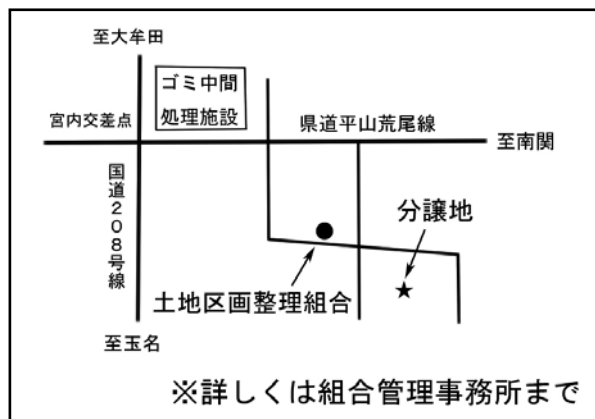 至大牟田
ゴミ中間
処理施設
宮内交差点
県道平山荒尾線
至南関
国道208号線
分譲地
土地区画整理組合
至玉名
※詳しくは組合管理事務所まで